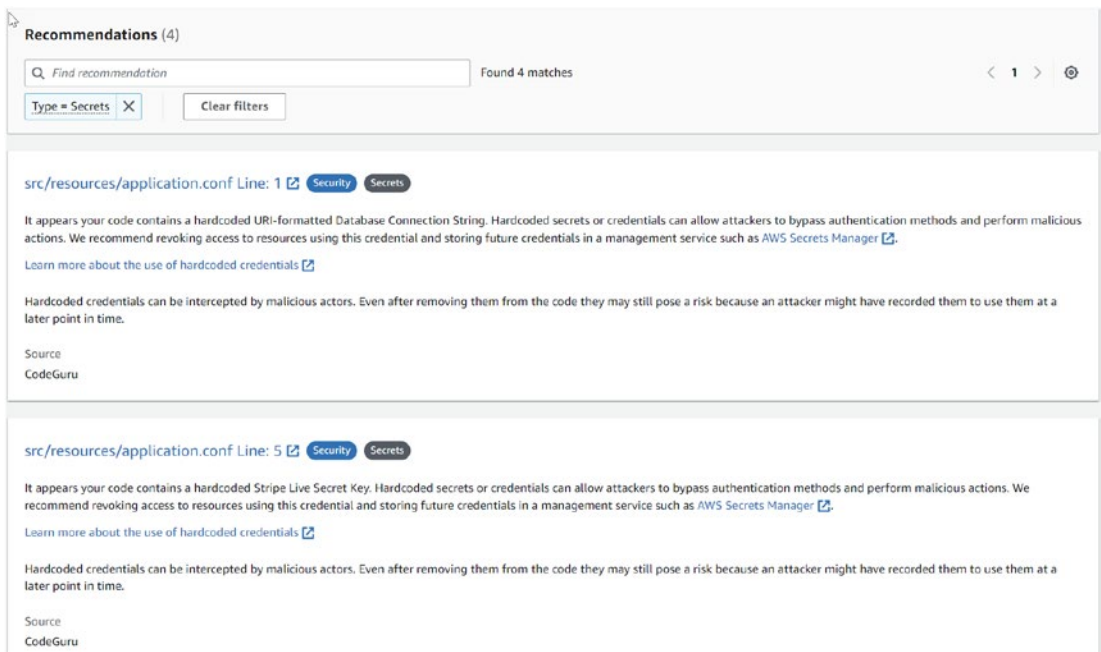 Recommendations (4)
Find recommendation
Found 4 matches
1
Type = Secrets
Clear filters
src/resources/application.conf Line: 1 Security Secrets
It appears your code contains a hardcoded URI-formatted Database Connection String. Hardcoded secrets or credentials can allow attackers to bypass authentication methods and perform malicious
actions. We recommend revoking access to resources using this credential and storing future credentials in a management service such as AWS Secrets Manager.
Learn more about the use of hardcoded credentials
Hardcoded credentials can be intercepted by malicious actors. Even after removing them from the code they may still pose a risk because an attacker might have recorded them to use them at a
later point in time.
Source
CodeGuru
src/resources/application.conf Line: 5 Security Secrets
It appears your code contains a hardcoded Stripe Live Secret Key. Hardcoded secrets or credentials can allow attackers to bypass authentication methods and perform malicious actions. We
recommend revoking access to resources using this credential and storing future credentials in a management service such as AWS Secrets Manager.
Learn more about the use of hardcoded credentials
Hardcoded credentials can be intercepted by malicious actors. Even after removing them from the code they may still pose a risk because an attacker might have recorded them to use them at a
later point in time.
Source
CodeGuru